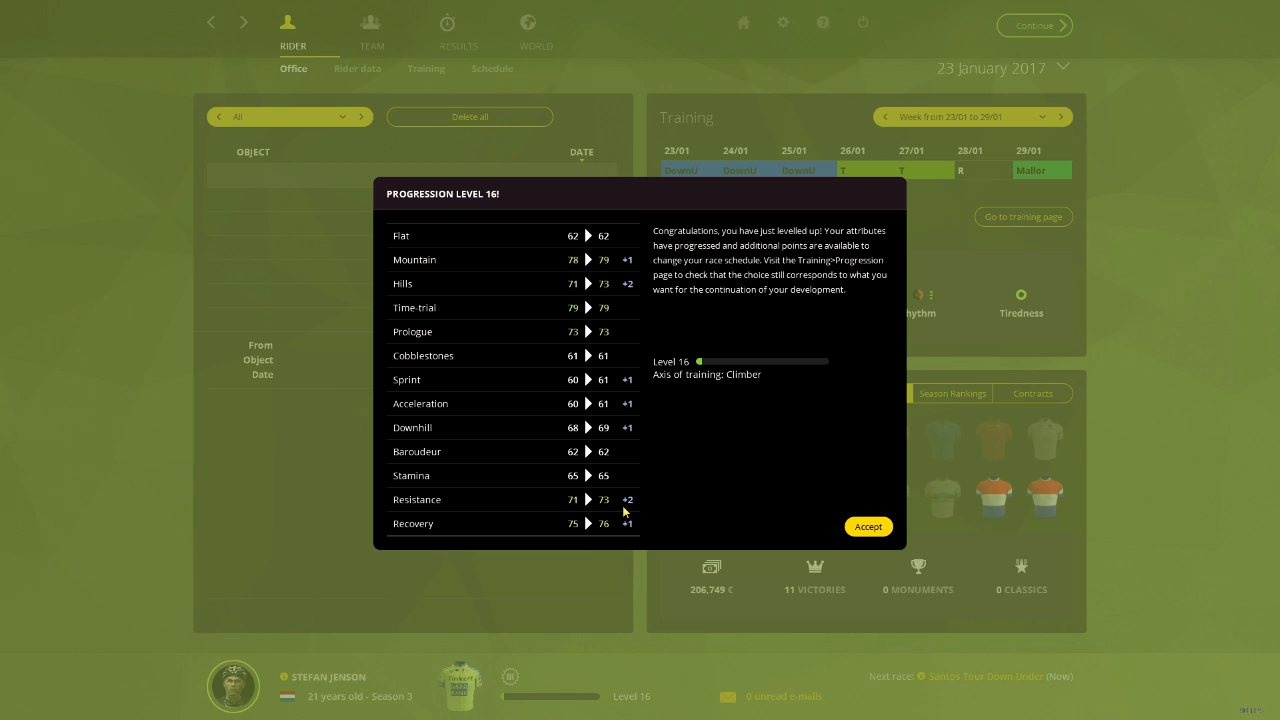 Continue
RIDER TEAM RESULTS WORLD
Office Rider data Training Schedule
23 January 2017
All Delete all
Training Week from 23/01 to 29/01
OBJECT DATE
23/01 24/01 25/01 26/01 27/01 28/01 29/01
DownU DownU DownU T T R Mallor
PROGRESSION LEVEL 16!
Go to training page
Flat 62 62
Mountain 78 79 +1
Hills 71 73 +2
Time-trial 79 79
Prologue 73 73
Cobblestones 61 61
Sprint 60 61 +1
Acceleration 60 61 +1
Downhill 68 69 +1
Baroudeur 62 62
Stamina 65 65
Resistance 71 73 +2
Recovery 75 76 +1
Congratulations, you have just levelled up! Your attributes
have progressed and additional points are available to
change your race schedule. Visit the Training>Progression
page to check that the choice still corresponds to what you
want for the continuation of your development.
Level 16
Axis of training: Climber
Accept
hythm Tiredness
From
Object
Date
Season Rankings Contracts
206,749 € 11 VICTORIES 0 MONUMENTS 0 CLASSICS
STEFAN JENSON
21 years old - Season 3
Level 16
0 unread e-mails
Next race: Santos Tour Down Under (Now)